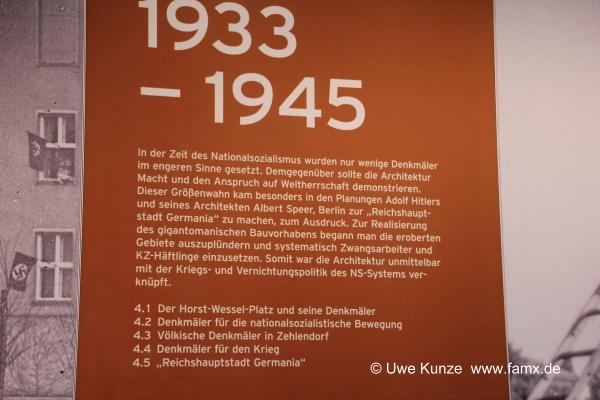 1933
– 1945
In der Zeit des Nationalsozialismus wurden nur wenige Denkmäler
im engeren Sinne gesetzt. Demgegenüber sollte die Architektur
Macht und den Anspruch auf Weltherrschaft demonstrieren.
Dieser Größenwahn kam besonders in den Planungen Adolf Hitlers
und seines Architekten Albert Speer, Berlin zur „Reichshaupt-
stadt Germania“ zu machen, zum Ausdruck. Zur Realisierung
des gigantomanischen Bauvorhabens begann man die eroberten
Gebiete auszuplündern und systematisch Zwangsarbeiter und
KZ-Häftlinge einzusetzen. Somit war die Architektur unmittelbar
mit der Kriegs- und Vernichtungspolitik des NS-Systems ver-
knüpft.
4.1 Der Horst-Wessel-Platz und seine Denkmäler
4.2 Denkmäler für die nationalsozialistische Bewegung
4.3 Völkische Denkmäler in Zehlendorf
4.4 Denkmäler für den Krieg
4.5 „Reichshauptstadt Germania“
© Uwe Kunze www.famx.de